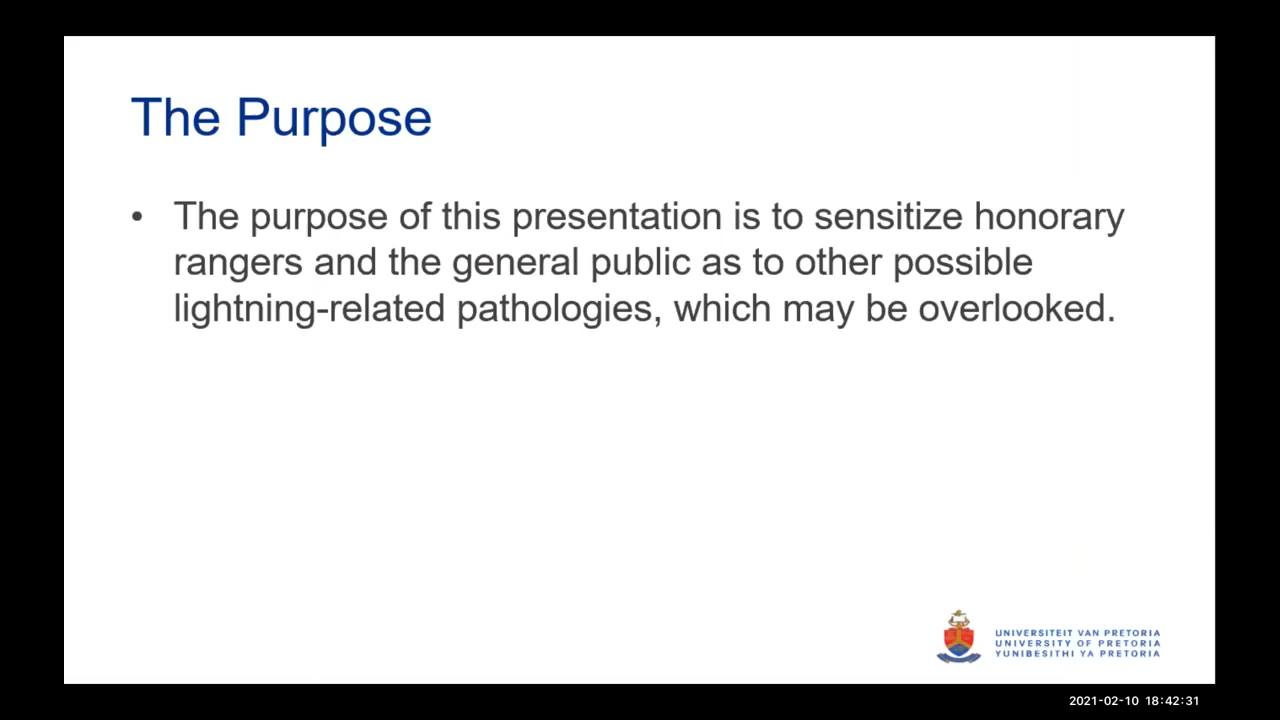 The Purpose
• The purpose of this presentation is to sensitize honorary
rangers and the general public as to other possible
lightning-related pathologies, which may be overlooked.
UNIVERSITEIT VAN PRETORIA
UNIVERSITY OF PRETORIA
YUNIBESITHI YA PRETORIA
2021-02-10 18:42:31